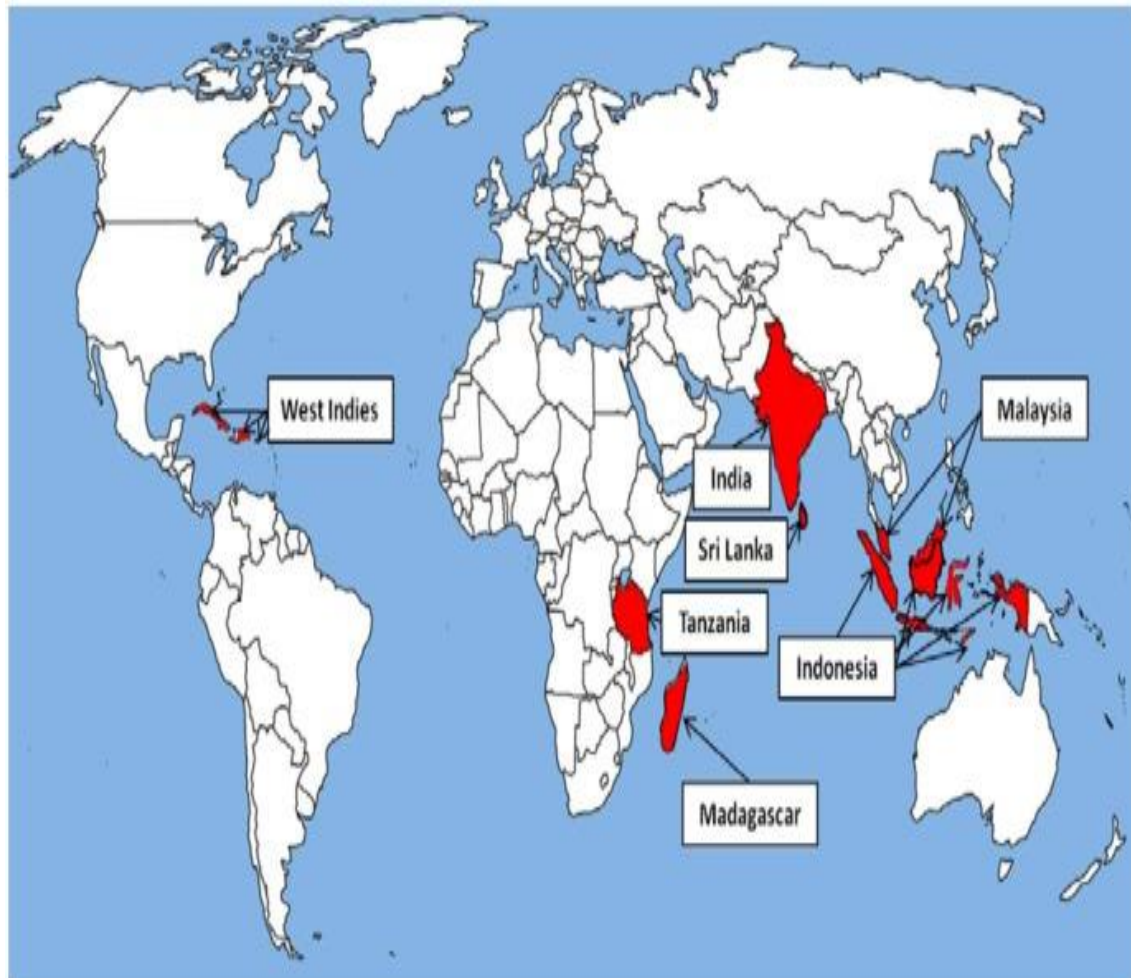 West Indies
Malaysia
India
Sri Lanka
Tanzania
Indonesia
Madagascar